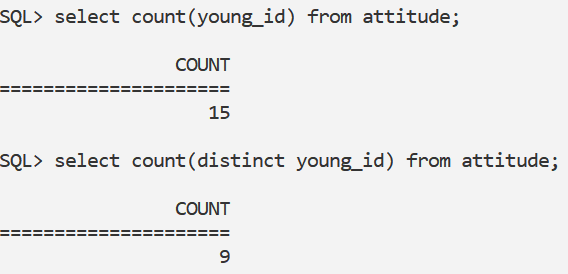 SQL> select count(young_id) from attitude;
COUNT
=====================
15
SQL> select count(distinct young_id) from attitude;
COUNT
=====================
9